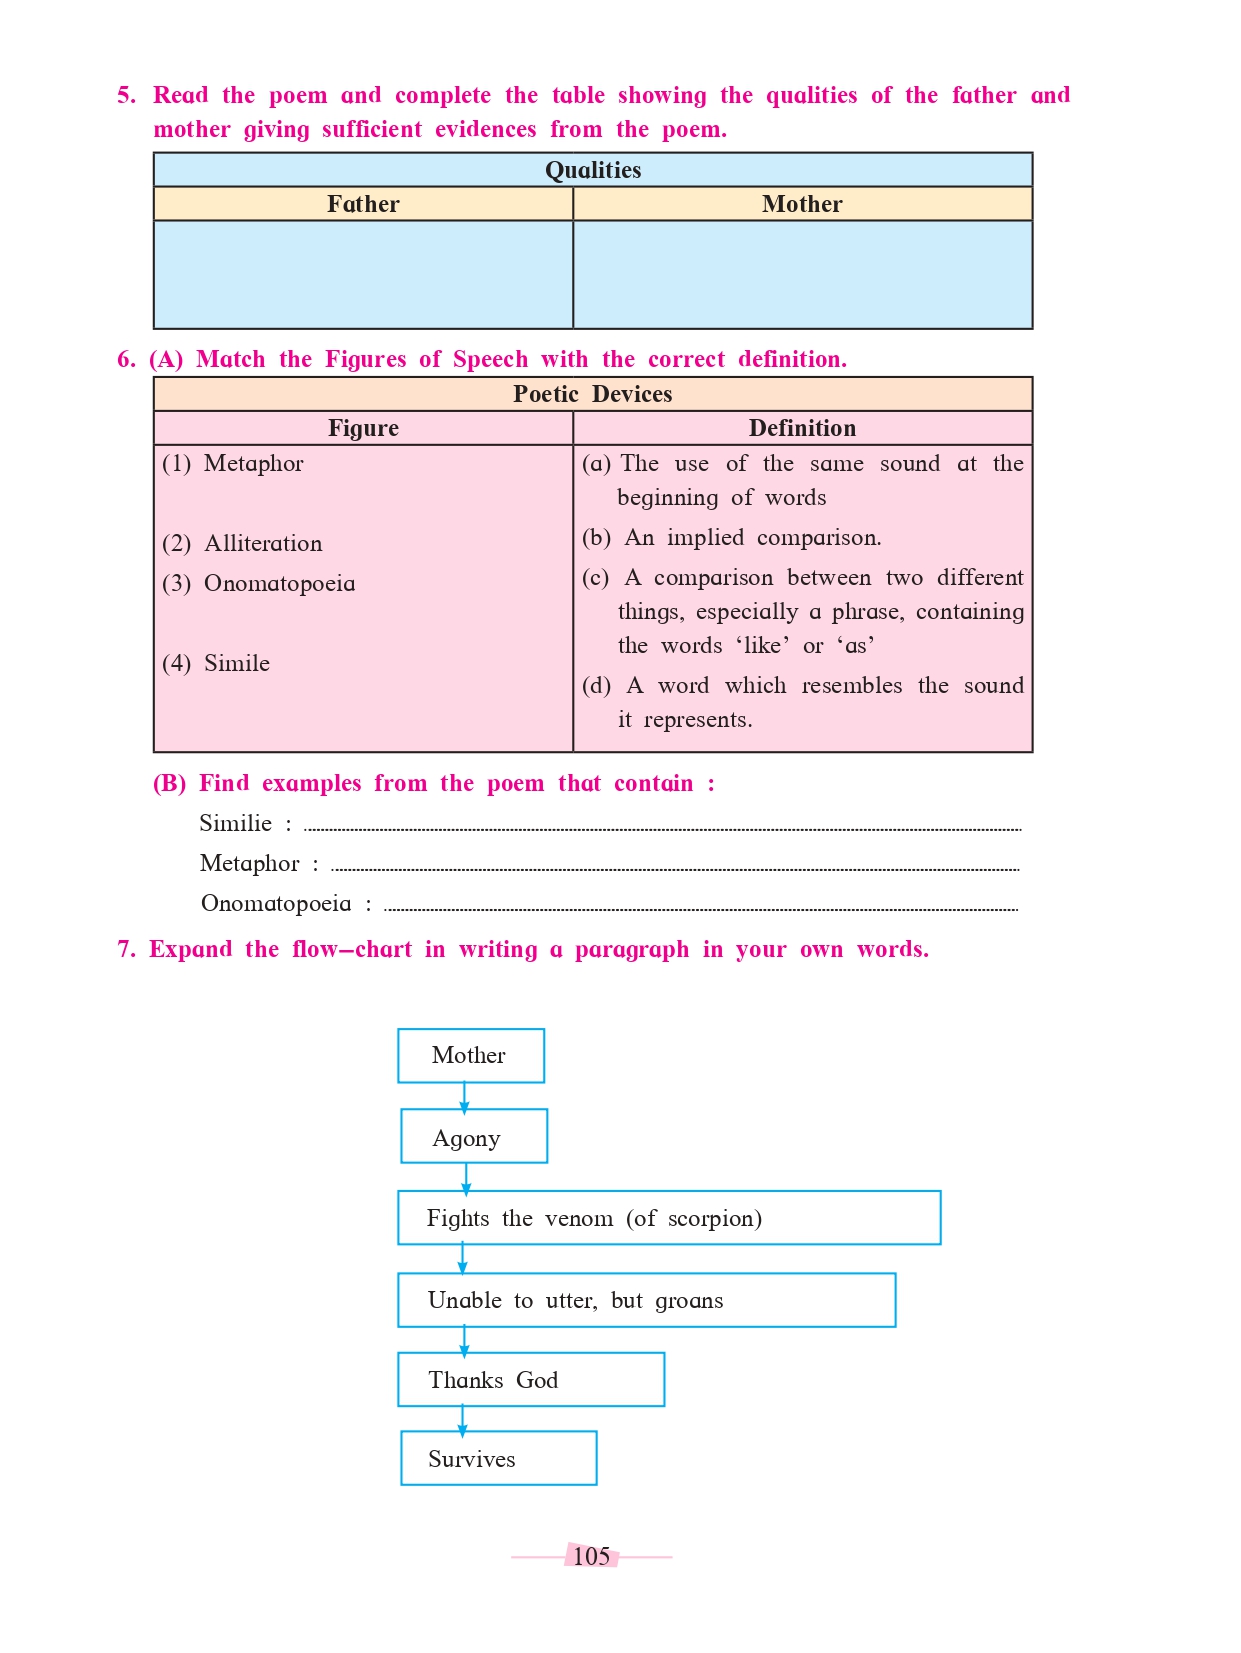 5. Read the poem and complete the table showing the qualities of the father and
mother giving sufficient evidences from the poem.
Qualities
Father Mother
6. (A) Match the Figures of Speech with the correct definition.
Poetic Devices
Figure Definition
(1) Metaphor
(2) Alliteration
(3) Onomatopoeia
(4) Simile
(a) The use of the same sound at the
beginning of words
(b) An implied comparison.
(c) A comparison between two different
things, especially a phrase, containing
the words ‘like’ or ‘as’
(d) A word which resembles the sound
it represents.
(B) Find examples from the poem that contain :
Similie :
Metaphor :
Onomatopoeia :
7. Expand the flow–chart in writing a paragraph in your own words.
Mother
Agony
Fights the venom (of scorpion)
Unable to utter, but groans
Thanks God
Survives
105